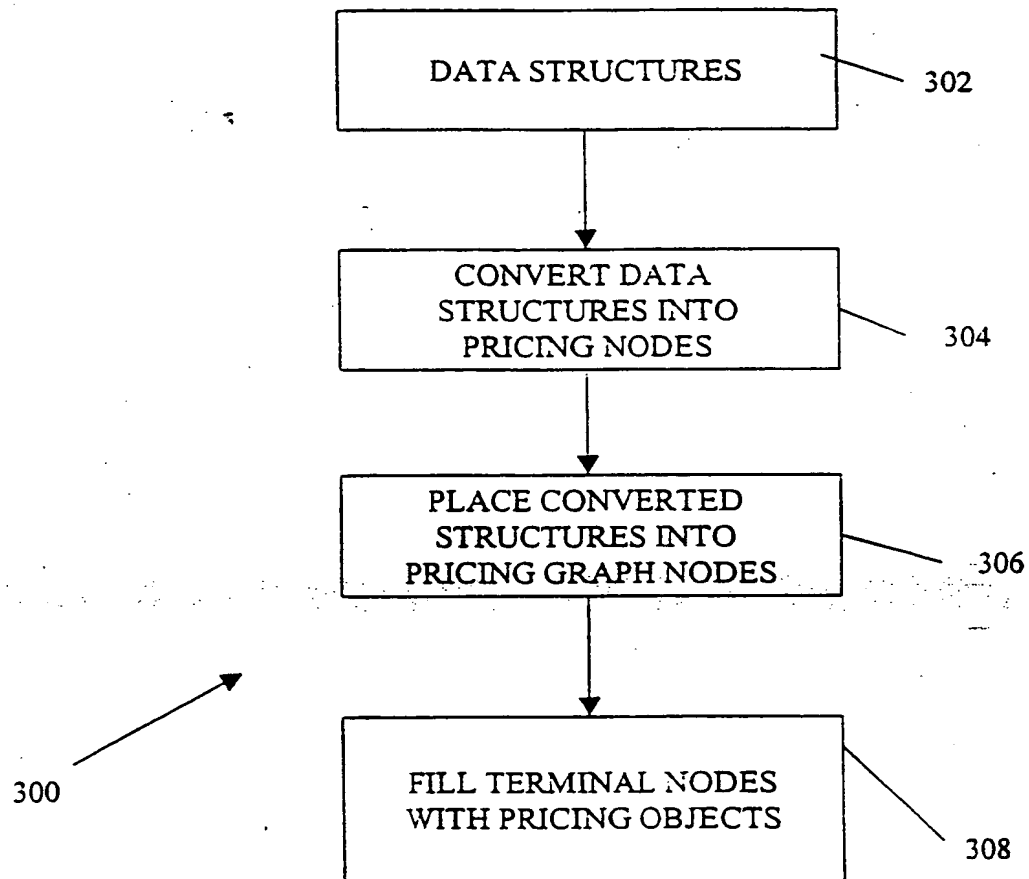 DATA STRUCTURES
302
CONVERT DATA
STRUCTURES INTO
PRICING NODES
304
PLACE CONVERTED
STRUCTURES INTO
PRICING GRAPH NODES
306
300
FILL TERMINAL NODES
WITH PRICING OBJECTS
308